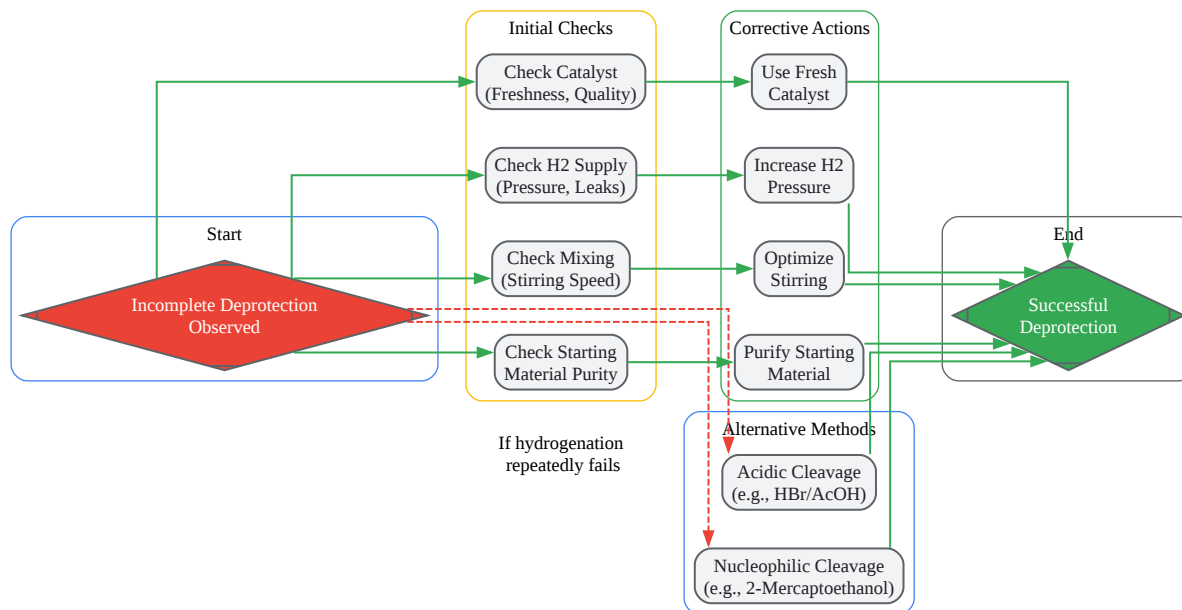 Initial Checks
Corrective Actions
Check Catalyst
(Freshness, Quality)
Use Fresh
Catalyst
Check H2 Supply
(Pressure, Leaks)
Increase H2
Pressure
Start
End
Check Mixing
(Stirring Speed)
Optimize
Stirring
Incomplete Deprotection
Observed
Successful
Deprotection
Check Starting
Material Purity
Purify Starting
Material
Alternative Methods
If hydrogenation
repeatedly fails
Acidic Cleavage
(e.g., HBr/AcOH)
Nucleophilic Cleavage
(e.g., 2-Mercaptoethanol)